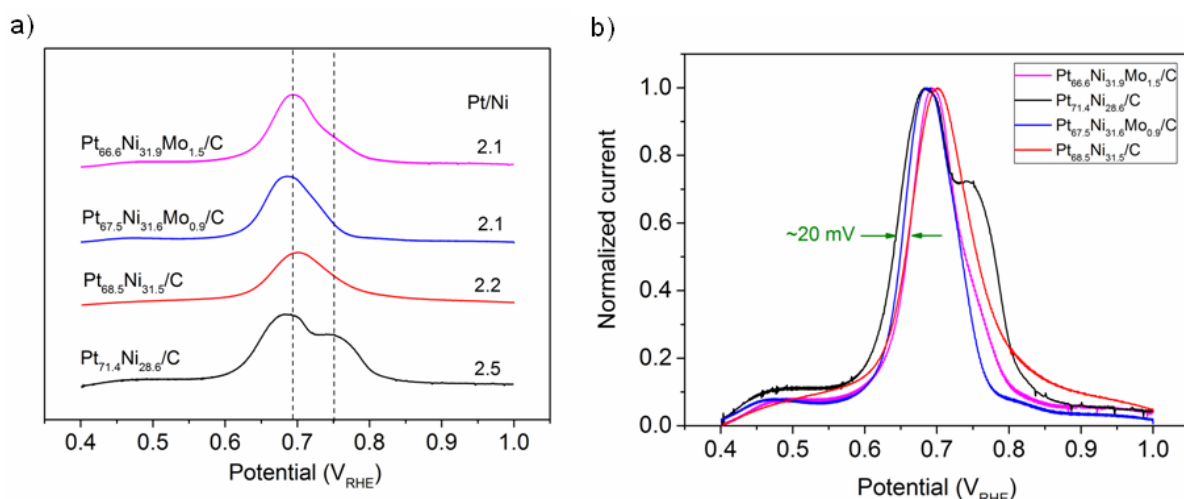 a)
Pt/Ni
Pt66.6Ni31.9Mo1.5/C
2.1
Pt67.5Ni31.6Mo0.9/C
2.1
Pt68.5Ni31.5/C
2.2
Pt71.4Ni28.6/C
2.5
0.4 0.5 0.6 0.7 0.8 0.9 1.0
Potential (VRHE)
b)
Normalized current
1.0
0.8
0.6
0.4
0.2
0.0
Pt66.6Ni31.9Mo1.5/C
Pt71.4Ni28.6/C
Pt67.5Ni31.6Mo0.9/C
Pt68.5Ni31.5/C
~20 mV
0.4 0.5 0.6 0.7 0.8 0.9 1.0
Potential (VRHE)